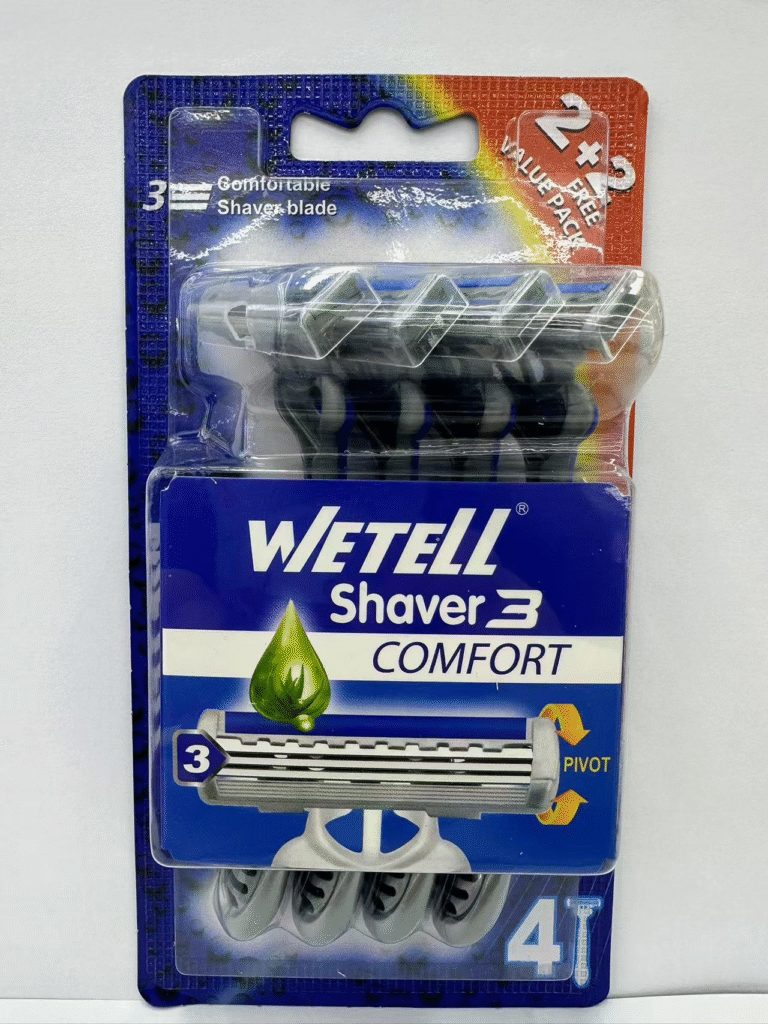 3 Comfortable
Shaver blade
2+2
FREE
VALUE PACK
WETELL®
Shaver 3
COMFORT
3
PIVOT
4